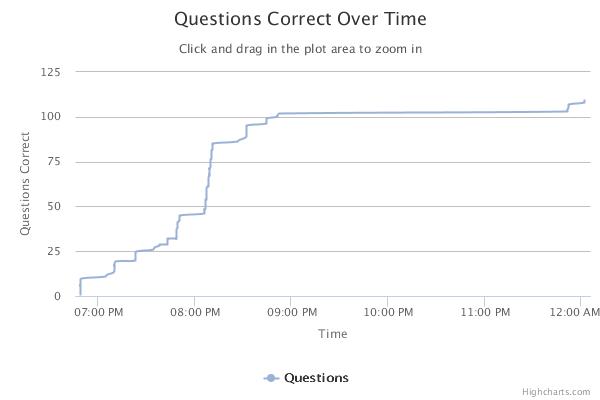 Questions Correct Over Time
Click and drag in the plot area to zoom in
125
100
75
50
25
0
Questions Correct
07:00 PM 08:00 PM 09:00 PM 10:00 PM 11:00 PM 12:00 AM
Time
Questions
Highcharts.com